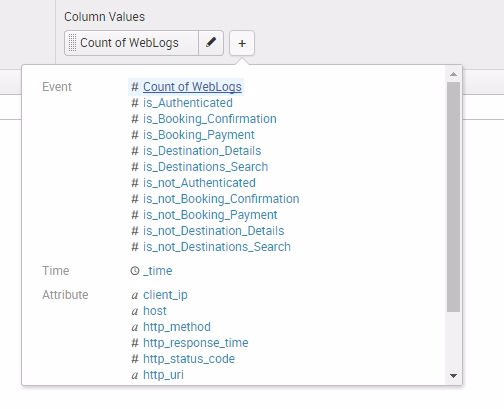 Column Values
Count of WebLogs +
Event # Count of WebLogs
# is_Authenticated
# is_Booking_Confirmation
# is_Booking_Payment
# is_Destination_Details
# is_Destinations_Search
# is_not_Authenticated
# is_not_Booking_Confirmation
# is_not_Booking_Payment
# is_not_Destination_Details
# is_not_Destinations_Search
Time _time
Attribute a client_ip
a host
a http_method
# http_response_time
# http_status_code
a http_uri